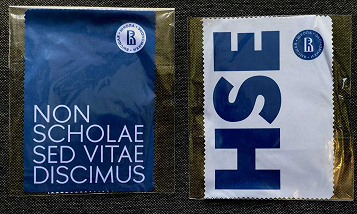 NON
SCHOLAE
SED VITAE
DISCIMUS
HSE